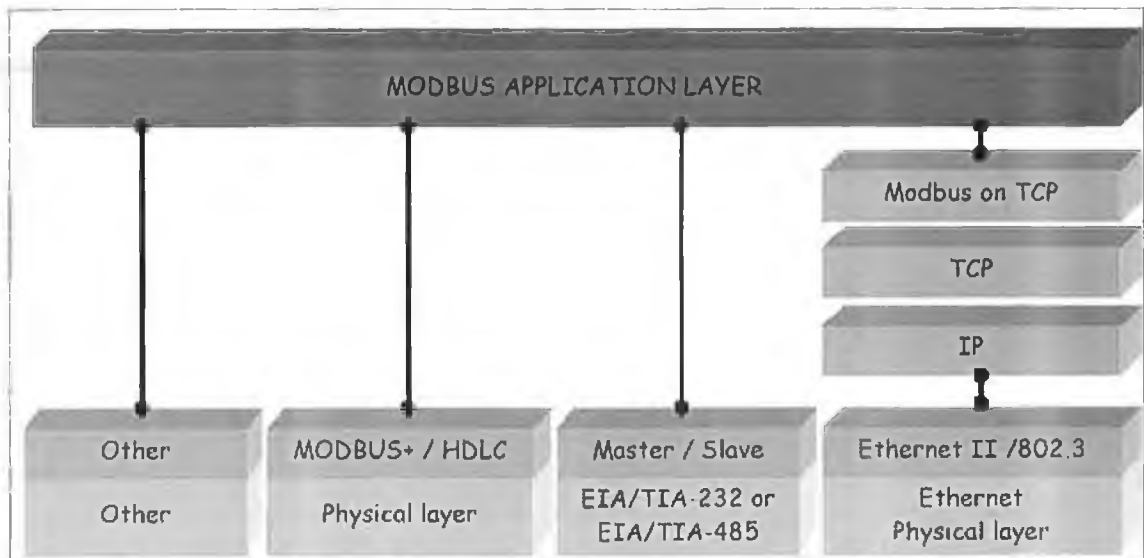 MODBUS APPLICATION LAYER
Modbus on TCP
TCP
IP
Other
MODBUS+ / HDLC
Master / Slave
Ethernet II /802.3
Other
Physical layer
EIA/TIA-232 or
EIA/TIA-485
Ethernet
Physical layer